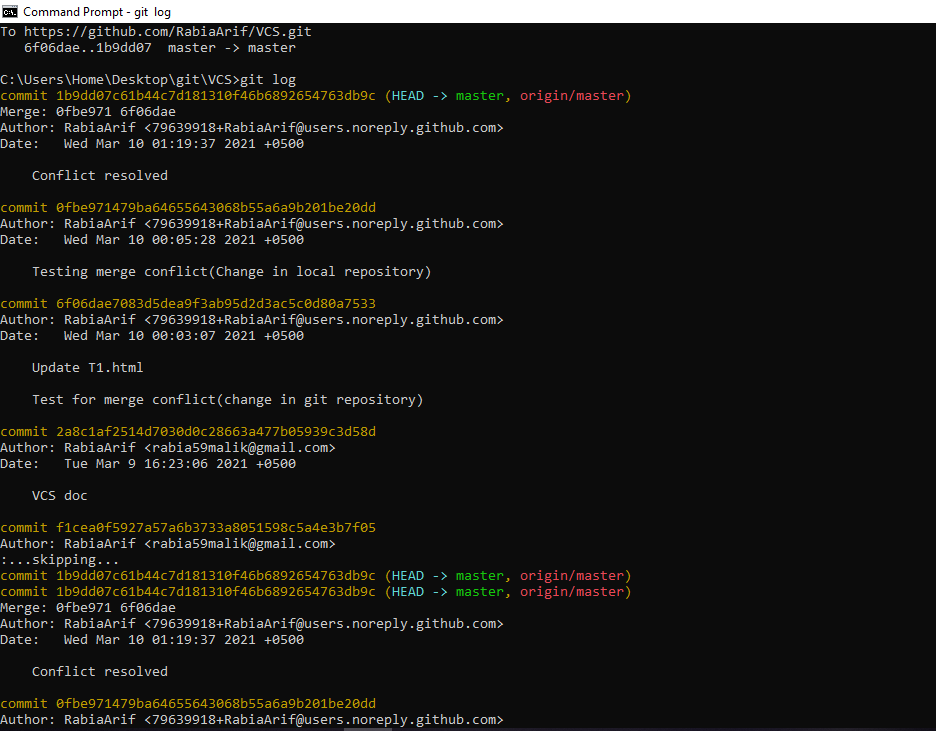 Command Prompt - git log
To https://github.com/RabiaArif/VCS.git
6f06dae..1b9dd07 master -> master
C:\Users\Home\Desktop\git\VCS>git log
commit 1b9dd07c61b44c7d181310f46b6892654763db9c (HEAD -> master, origin/master)
Merge: 0fbe971 6f06dae
Author: RabiaArif <79639918+RabiaArif@users.noreply.github.com>
Date:   Wed Mar 10 01:19:37 2021 +0500
Conflict resolved
commit 0fbe971479ba64655643068b55a6a9b201be20dd
Author: RabiaArif <79639918+RabiaArif@users.noreply.github.com>
Date:   Wed Mar 10 00:05:28 2021 +0500
Testing merge conflict(Change in local repository)
commit 6f06dae7083d5dea9f3ab95d2d3ac5c0d80a7533
Author: RabiaArif <79639918+RabiaArif@users.noreply.github.com>
Date:   Wed Mar 10 00:03:07 2021 +0500
Update T1.html
Test for merge conflict(change in git repository)
commit 2a8c1af2514d7030d0c28663a477b05939c3d58d
Author: RabiaArif <rabia59malik@gmail.com>
Date:   Tue Mar 9 16:23:06 2021 +0500
VCS doc
commit f1cea0f5927a57a6b3733a8051598c5a4e3b7f05
Author: RabiaArif <rabia59malik@gmail.com>
:...skipping...
commit 1b9dd07c61b44c7d181310f46b6892654763db9c (HEAD -> master, origin/master)
commit 1b9dd07c61b44c7d181310f46b6892654763db9c (HEAD -> master, origin/master)
Merge: 0fbe971 6f06dae
Author: RabiaArif <79639918+RabiaArif@users.noreply.github.com>
Date:   Wed Mar 10 01:19:37 2021 +0500
Conflict resolved
commit 0fbe971479ba64655643068b55a6a9b201be20dd
Author: RabiaArif <79639918+RabiaArif@users.noreply.github.com>